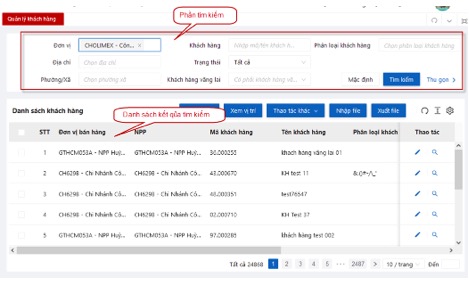 Phần tìm kiếm
Quản lý khách hàng
Đơn vị CHOLIMEX - Côn... × Khách hàng Nhập mã/tên khách h... Phân loại khách hàng Chọn phân loại khách hàng
Địa chỉ Chọn địa chỉ Trạng thái Tất cả
Phường/Xã Chọn phường xã Khách hàng vãng lai Có phải khách hàng vã... Mặc định Tìm kiếm Thu gọn
Danh sách kết qủa tìm kiếm
Danh sách khách hàng Xem vị trí Thao tác khác Nhập file Xuất file
STT Đơn vị bán hàng NPP Mã khách hàng Tên khách hàng Phân loại khách Thao tác
1 GTHCM053A - NPP Huỳ... GTHCM053A - NPP Huỳ... 36.000255 khách hàng vãng lai 01
2 CH6298 - Chi Nhánh Cô... CH6298 - Chi Nhánh Cô... 43.000070 KH test 11
3 CH6298 - Chi Nhánh Cô... CH6298 - Chi Nhánh Cô... 48.000351 test76547
4 CH6298 - Chi Nhánh Cô... CH6298 - Chi Nhánh Cô... 02.000710 KH Test 37
5 GTHCM053A - NPP Huỳ... GTHCM053A - NPP Huỳ... 97.000285 khách hàng test 002
Tất cả 24868 1 2 3 4 5 ... 2487 10 / trang Đến